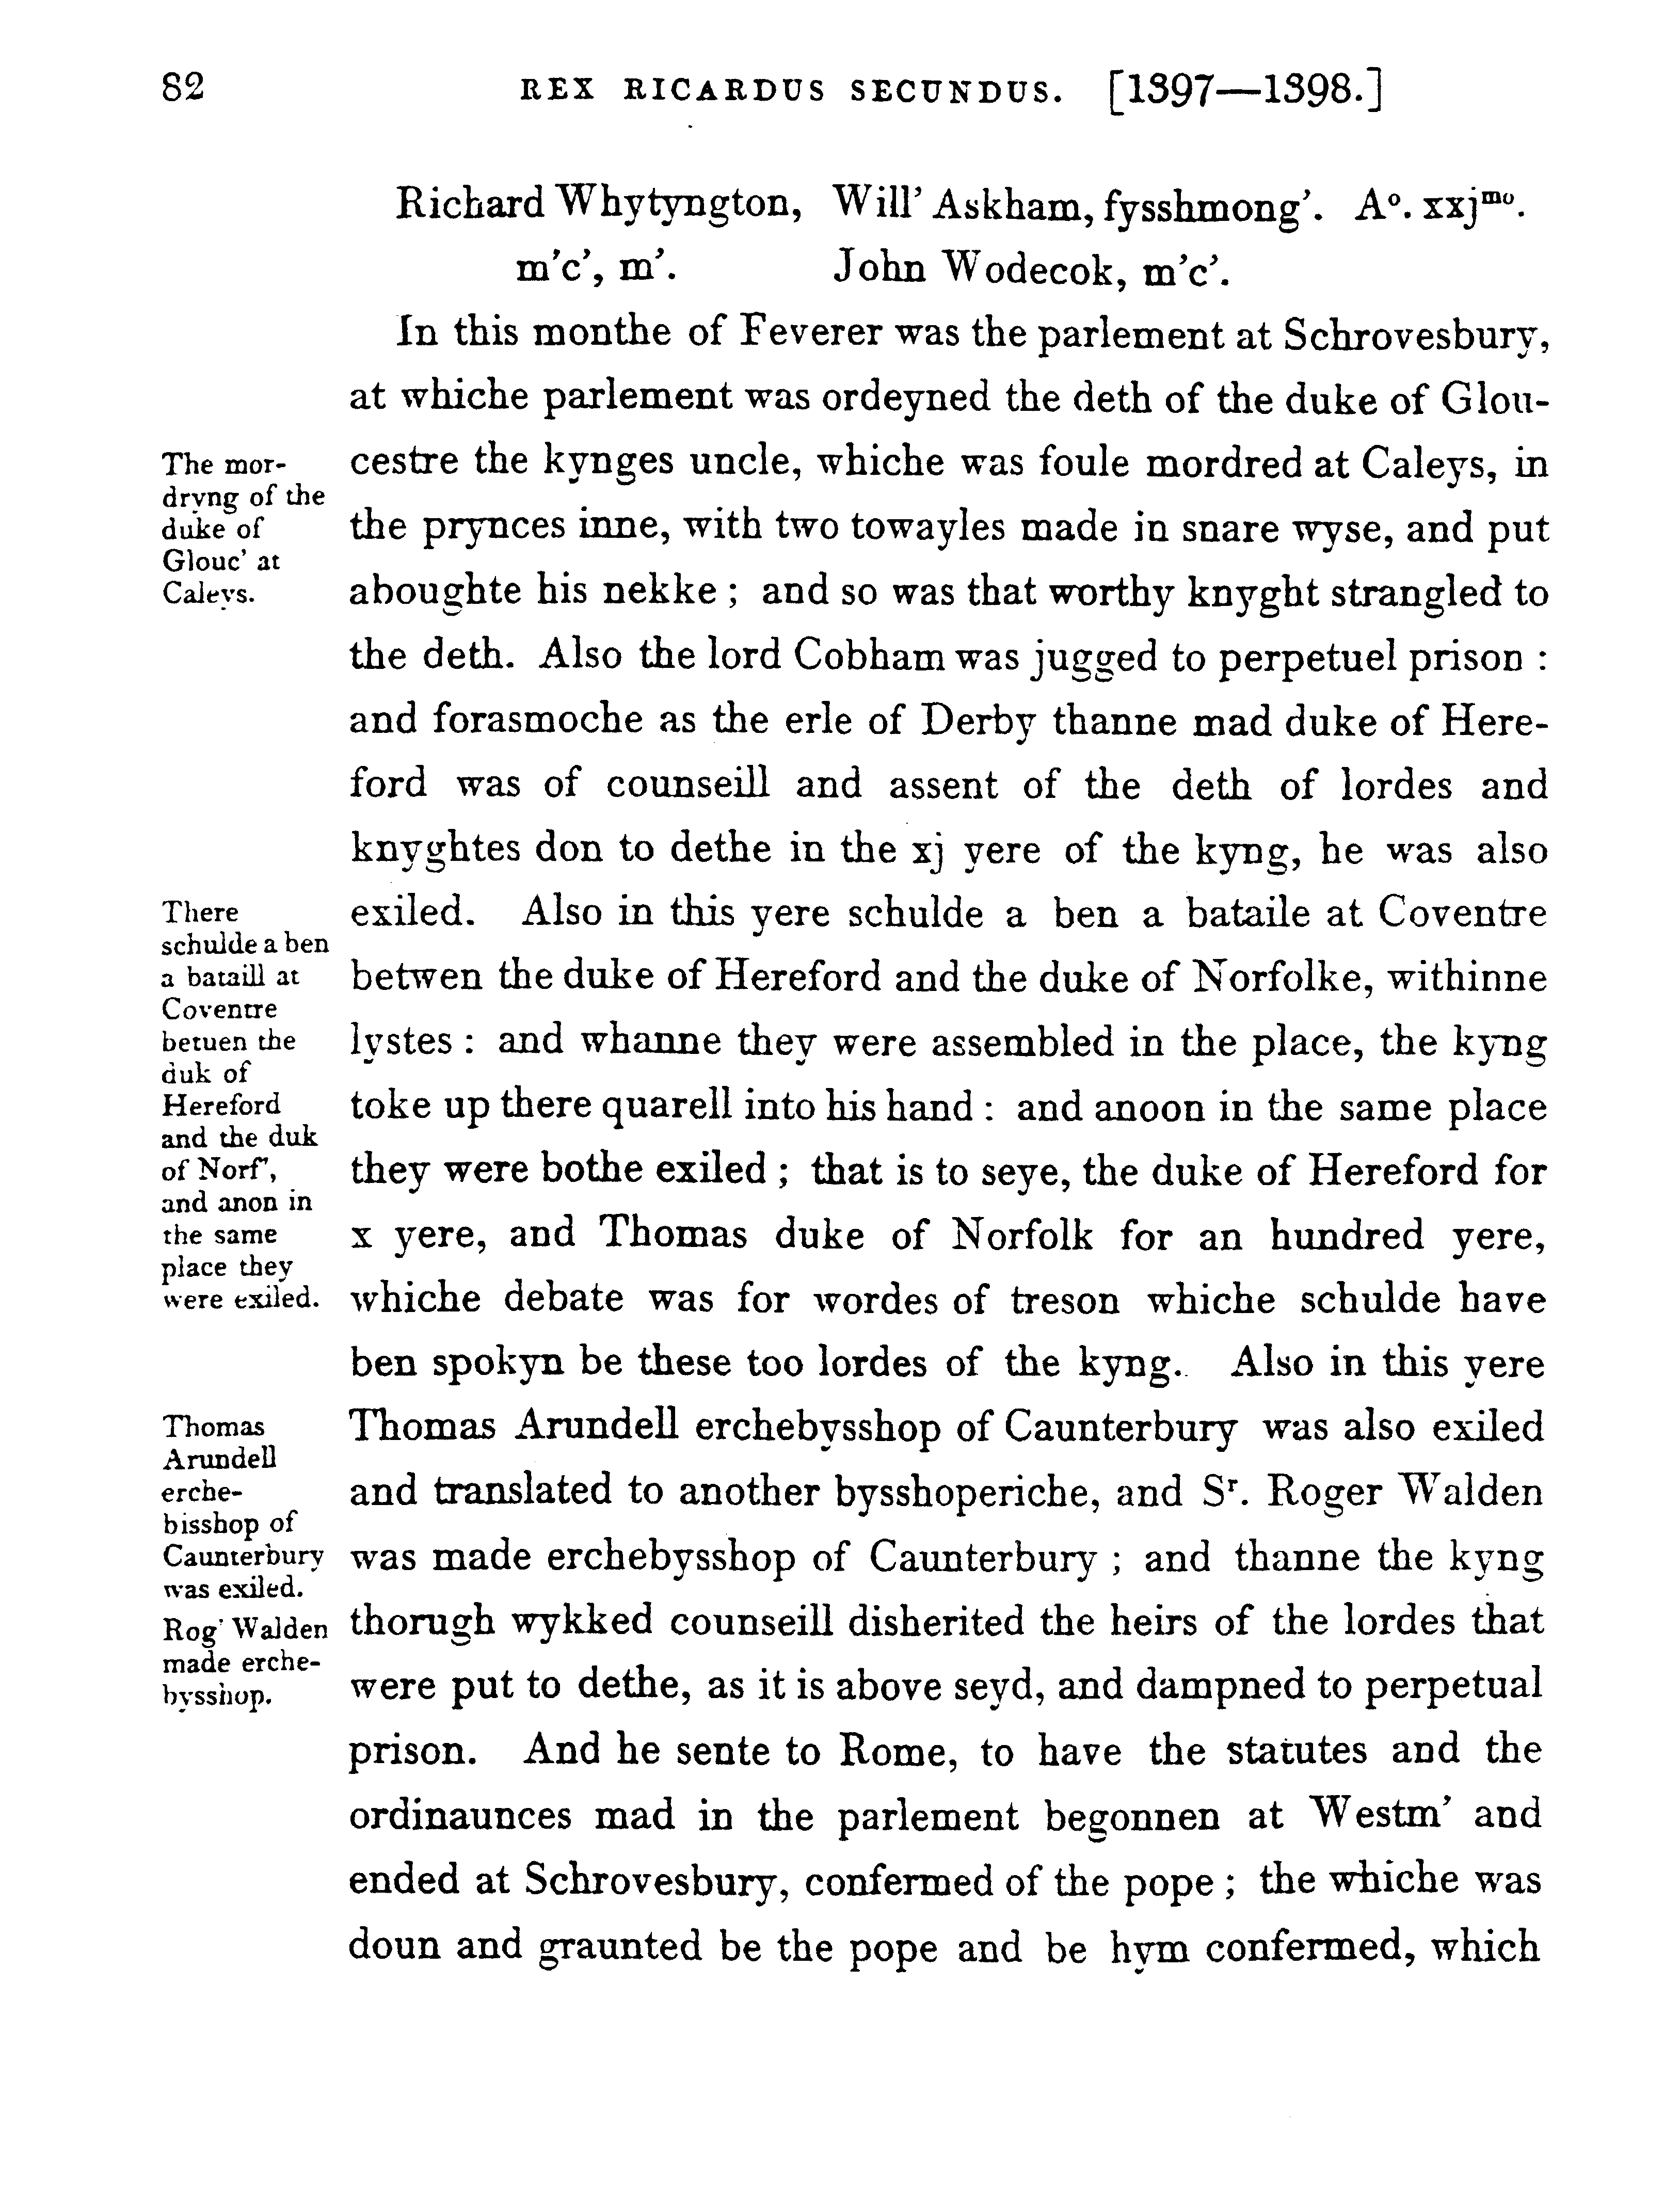 82 REX RICARDUS SECUNDUS. [1397—1398.]
Richard Whytyngton, Will' Askham, fysshmong'. Aº. xxjᵐᵒ.
m'c', m'. John Wodecok, m'c'.
In this monthe of Feverer was the parlement at Schrovesbury,
at whiche parlement was ordeyned the deth of the duke of Glou-
cestre the kynges uncle, whiche was foule mordred at Caleys, in
the prynces inne, with two towayles made in snare wyse, and put
aboughte his nekke ; and so was that worthy knyght strangled to
the deth. Also the lord Cobham was jugged to perpetuel prison :
and forasmoche as the erle of Derby thanne mad duke of Here-
ford was of counseill and assent of the deth of lordes and
knyghtes don to dethe in the xj yere of the kyng, he was also
exiled. Also in this yere schulde a ben a bataile at Coventre
betwen the duke of Hereford and the duke of Norfolke, withinne
lystes : and whanne they were assembled in the place, the kyng
toke up there quarell into his hand : and anoon in the same place
they were bothe exiled ; that is to seye, the duke of Hereford for
x yere, and Thomas duke of Norfolk for an hundred yere,
whiche debate was for wordes of treson whiche schulde have
ben spokyn be these too lordes of the kyng. Also in this yere
Thomas Arundell erchebysshop of Caunterbury was also exiled
and translated to another bysshoperiche, and Sʳ. Roger Walden
was made erchebysshop of Caunterbury ; and thanne the kyng
thorugh wykked counseill disherited the heirs of the lordes that
were put to dethe, as it is above seyd, and dampned to perpetual
prison. And he sente to Rome, to have the statutes and the
ordinaunces mad in the parlement begonnen at Westm' and
ended at Schrovesbury, confermed of the pope ; the whiche was
doun and graunted be the pope and be hym confermed, which
The mor-
dryng of the
duke of
Glouc' at
Caleys.
There
schulde a ben
a bataill at
Coventre
betuen the
duk of
Hereford
and the duk
of Norf',
and anon in
the same
place they
were exiled.
Thomas
Arundell
erche-
bisshop of
Caunterbury
was exiled.
Rog' Walden
made erche-
bysshop.